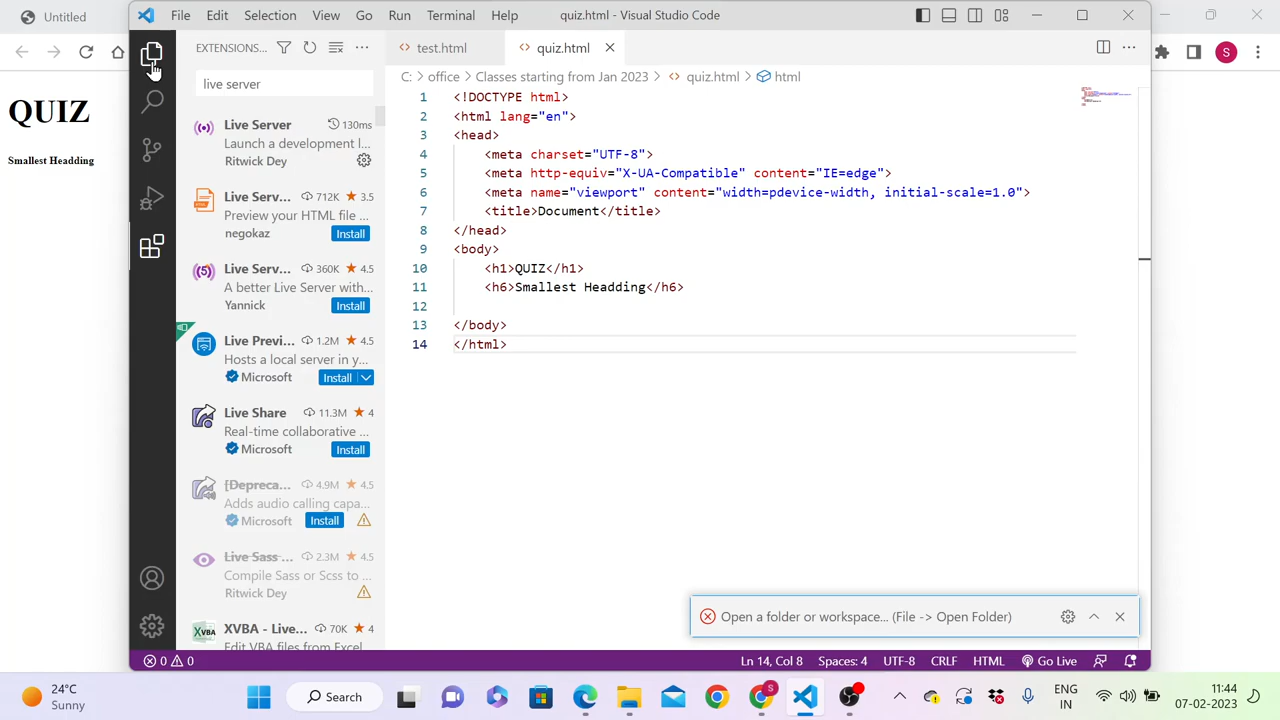 Untitled
File Edit Selection View Go Run Terminal Help
quiz.html - Visual Studio Code
S
QUIZ
Smallest Headding
EXTENSIONS...
live server
Live Server 130ms
Launch a development l...
Ritwick Dey
Live Serv... 712K 3.5
Preview your HTML file ...
negokaz Install
Live Serv... 360K 4.5
A better Live Server with...
Yannick Install
Live Previ... 1.2M 4.5
Hosts a local server in y...
Microsoft Install
Live Share 11.3M 4
Real-time collaborative ...
Microsoft Install
[Depreca... 4.9M 4.5
Adds audio calling capa...
Microsoft Install
Live Sass ... 2.3M 4.5
Compile Sass or Scss to ...
Ritwick Dey
XVBA XVBA - Live... 70K 4
Edit VBA files from Excel
test.html quiz.html
C: > office > Classes starting from Jan 2023 > quiz.html > html
1 <!DOCTYPE html>
2 <html lang="en">
3 <head>
4 <meta charset="UTF-8">
5 <meta http-equiv="X-UA-Compatible" content="IE=edge">
6 <meta name="viewport" content="width=pdevice-width, initial-scale=1.0">
7 <title>Document</title>
8 </head>
9 <body>
10 <h1>QUIZ</h1>
11 <h6>Smallest Headding</h6>
12
13 </body>
14 </html>
Open a folder or workspace... (File -> Open Folder)
0 0
Ln 14, Col 8 Spaces: 4 UTF-8 CRLF HTML Go Live
24°C
Sunny
Search
S
ENG
IN
11:44
07-02-2023